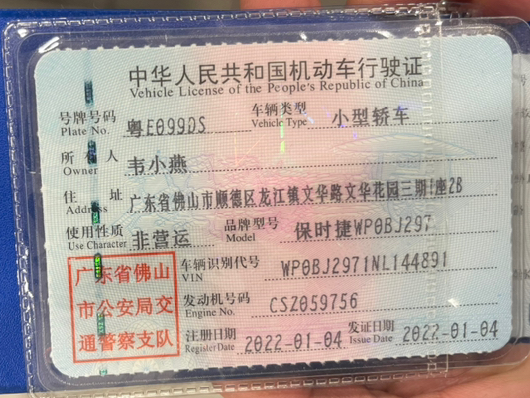 中华人民共和国机动车行驶证
Vehicle License of the People's Republic of China
号牌号码 粤E099DS 车辆类型 小型轿车
Plate No. Vehicle Type
所有人 韦小燕
Owner
住址 广东省佛山市顺德区龙江镇文华路文华花园三期1座2B
Address
使用性质 非营运 品牌型号 保时捷WP0BJ297
Use Character Model
广东省佛山 车辆识别代号 WP0BJ2971NL144891
VIN
市公安局交 发动机号码 CSZ059756
Engine No.
通警察支队 注册日期 2022-01-04 发证日期 2022-01-04
Register Date Issue Date